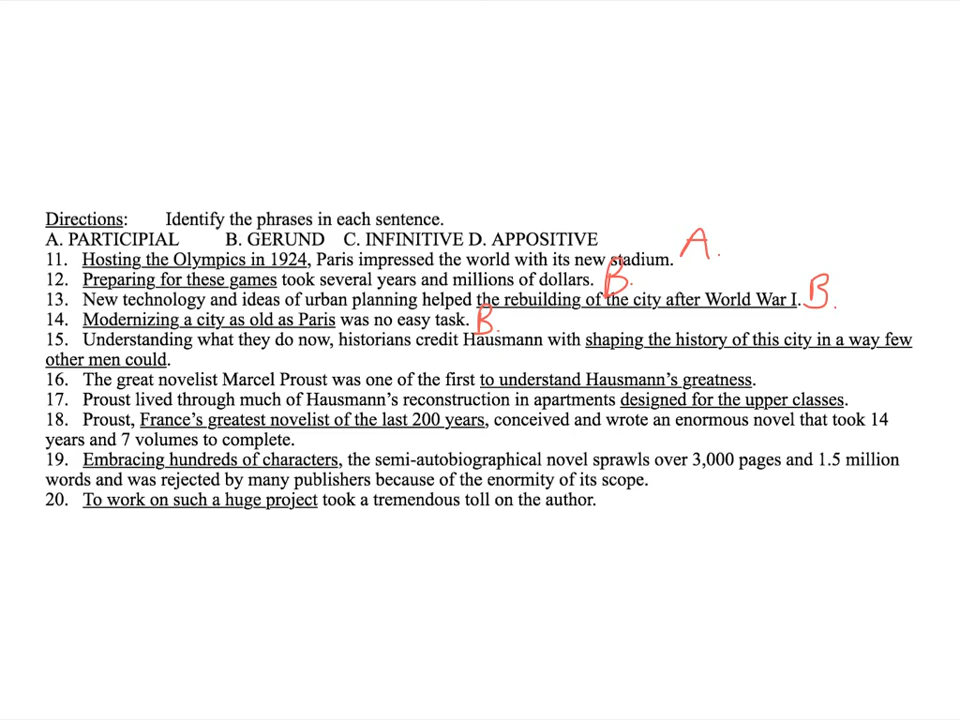 Directions: Identify the phrases in each sentence.
A. PARTICIPIAL B. GERUND C. INFINITIVE D. APPOSITIVE
A.
11. Hosting the Olympics in 1924, Paris impressed the world with its new stadium.
12. Preparing for these games took several years and millions of dollars. B.
13. New technology and ideas of urban planning helped the rebuilding of the city after World War I. B.
14. Modernizing a city as old as Paris was no easy task. B.
15. Understanding what they do now, historians credit Hausmann with shaping the history of this city in a way few
other men could.
16. The great novelist Marcel Proust was one of the first to understand Hausmann's greatness.
17. Proust lived through much of Hausmann's reconstruction in apartments designed for the upper classes.
18. Proust, France's greatest novelist of the last 200 years, conceived and wrote an enormous novel that took 14
years and 7 volumes to complete.
19. Embracing hundreds of characters, the semi-autobiographical novel sprawls over 3,000 pages and 1.5 million
words and was rejected by many publishers because of the enormity of its scope.
20. To work on such a huge project took a tremendous toll on the author.